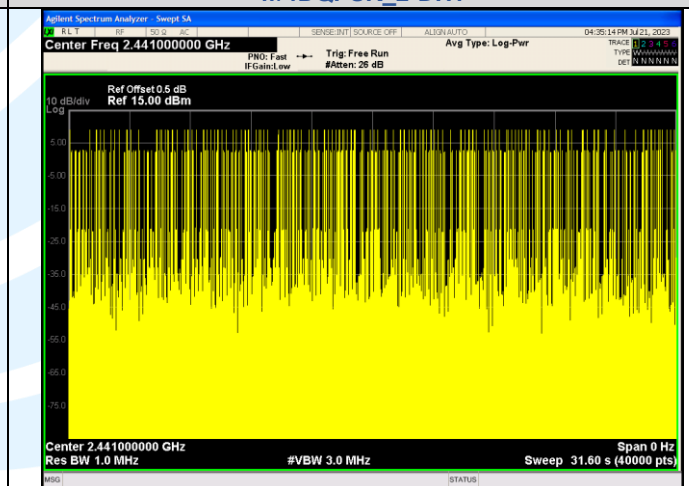 Agilent Spectrum Analyzer - Swept SA
RL T RF 50 Ω AC SENSE:INT SOURCE OFF ALIGN AUTO 04:35:14 PM Jul 21, 2023
Center Freq 2.441000000 GHz Avg Type: Log-Pwr TRACE 1 2 3 4 5 6
PNO: Fast Trig: Free Run TYPE
IFGain:Low #Atten: 26 dB DET N N N N N N
Ref Offset 0.5 dB
10 dB/div Ref 15.00 dBm
Log
5.00
-5.00
-15.0
-25.0
-35.0
-45.0
-55.0
-65.0
-75.0
Center 2.441000000 GHz Span 0 Hz
Res BW 1.0 MHz #VBW 3.0 MHz Sweep 31.60 s (40000 pts)
MSG STATUS